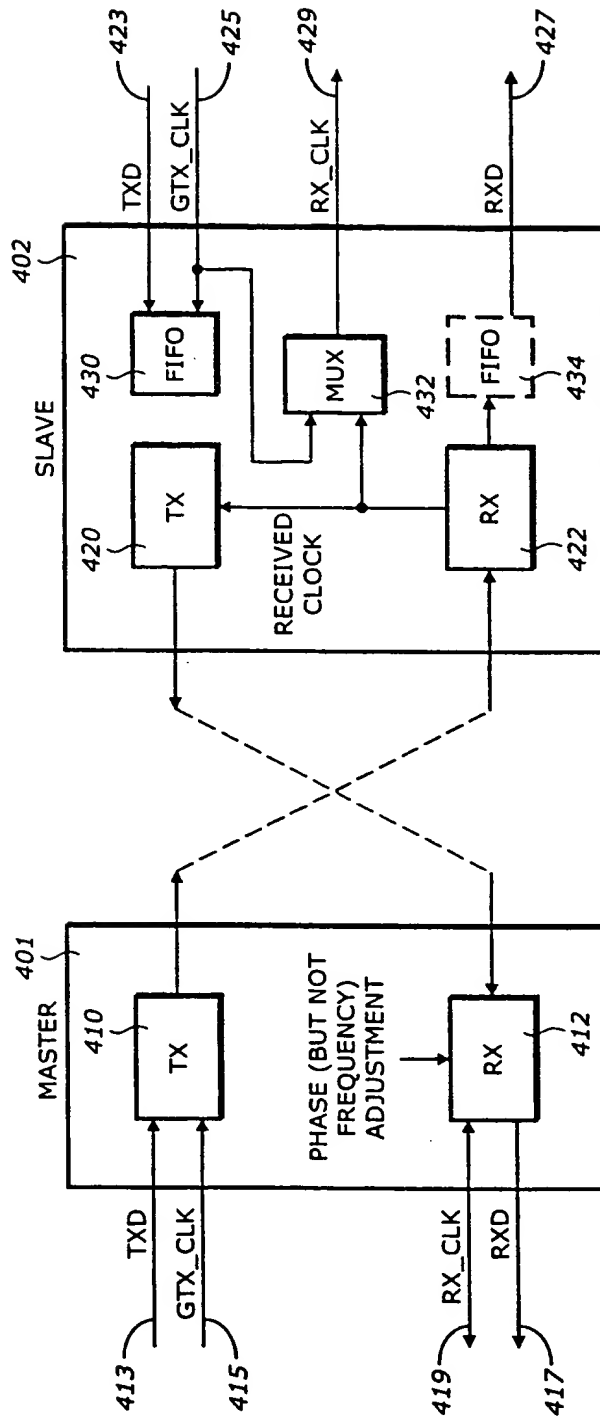 MASTER
401
413
TXD
410
TX
GTX_CLK
415
PHASE (BUT NOT
FREQUENCY)
ADJUSTMENT
419
RX_CLK
RX
412
RXD
417
SLAVE
402
420
TX
430
FIFO
TXD
423
GTX_CLK
425
RECEIVED
CLOCK
MUX
432
RX_CLK
429
RX
422
FIFO
434
RXD
427